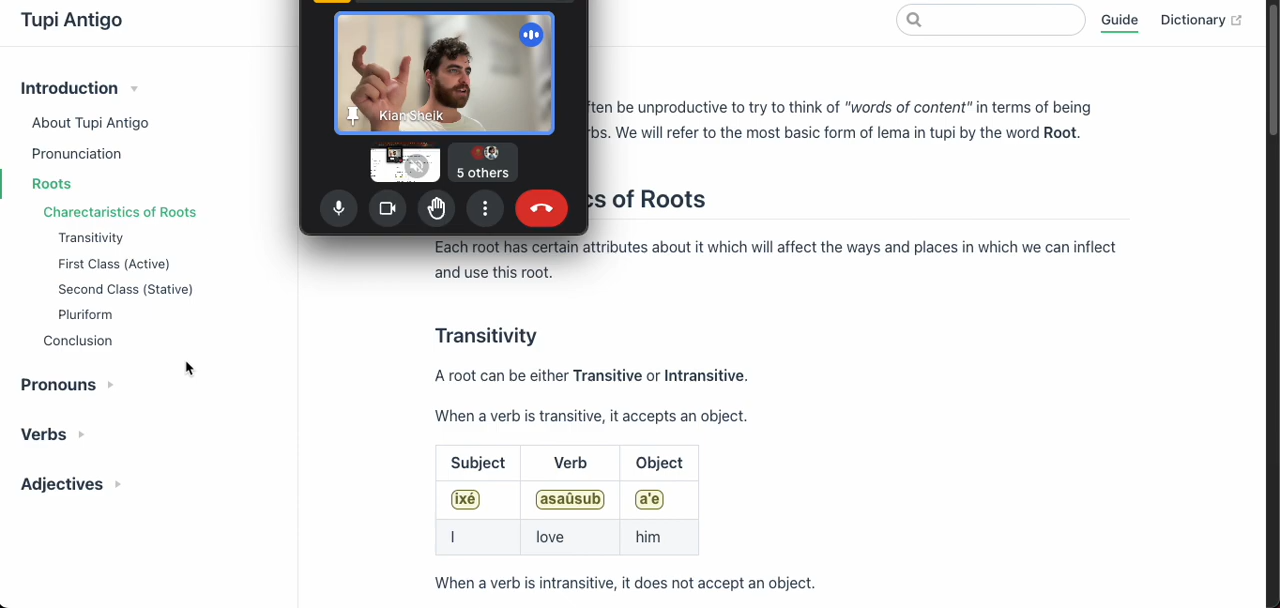 Tupi Antigo
Guide
Dictionary
Introduction
About Tupi Antigo
Pronunciation
Roots
Charectaristics of Roots
Transitivity
First Class (Active)
Second Class (Stative)
Pluriform
Conclusion
Pronouns
Verbs
Adjectives
Kian Sheik
5 others
be unproductive to try to think of "words of content" in terms of being
We will refer to the most basic form of lema in tupi by the word Root.
of Roots
Each root has certain attributes about it which will affect the ways and places in which we can inflect
and use this root.
Transitivity
A root can be either Transitive or Intransitive.
When a verb is transitive, it accepts an object.
Subject Verb Object
ixé asaûsub a'e
I love him
When a verb is intransitive, it does not accept an object.